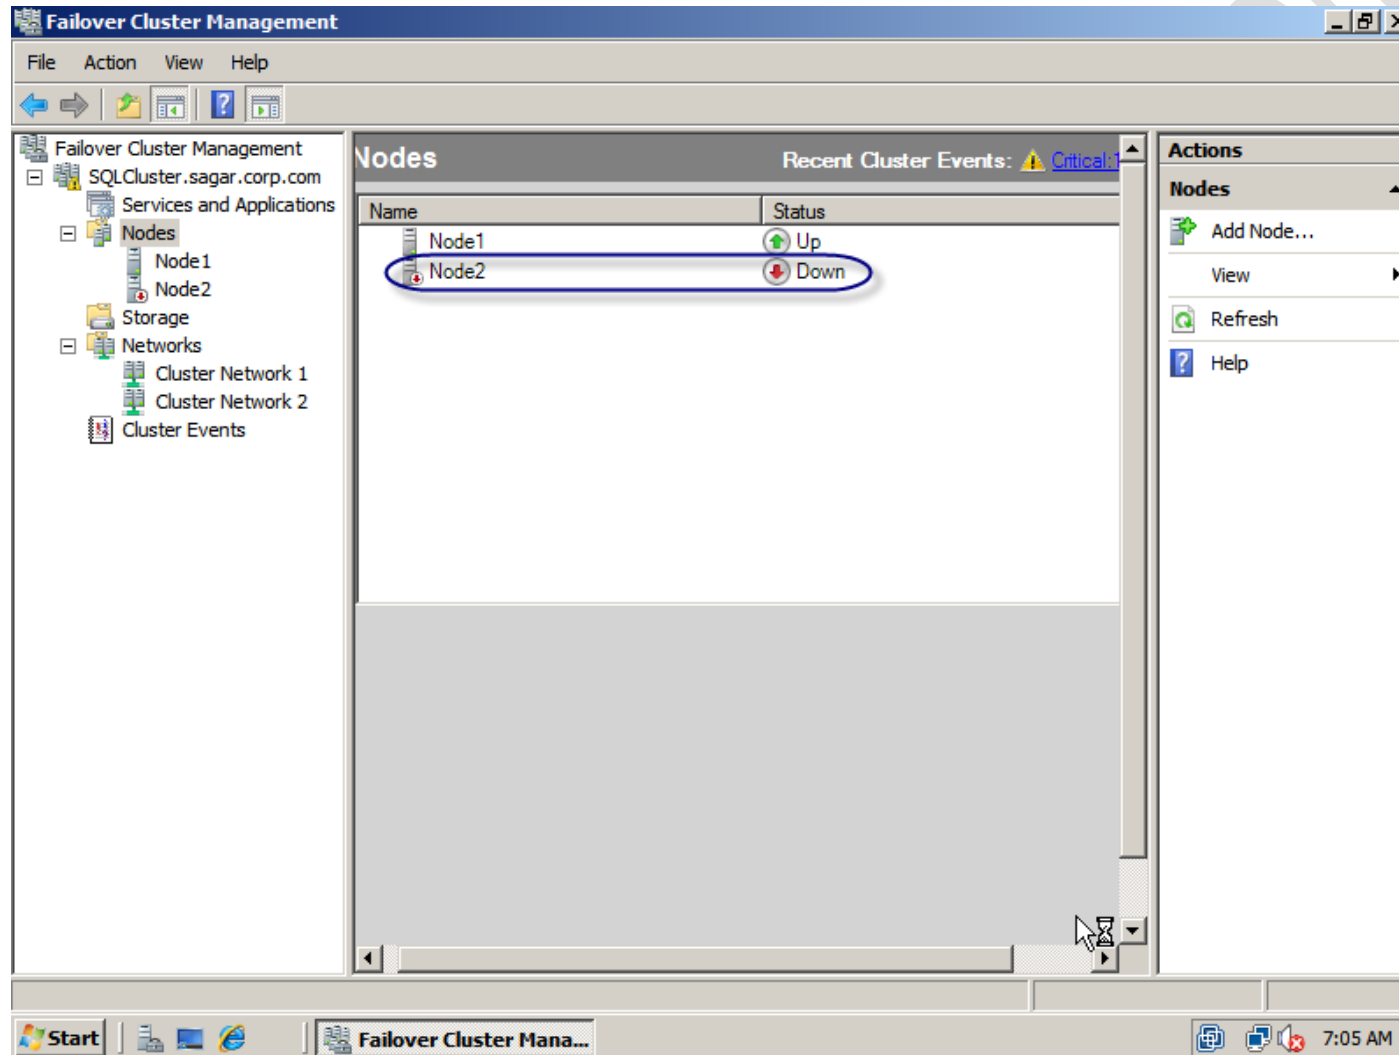 Failover Cluster Management
File Action View Help
Failover Cluster Management
SQLCluster.sagar.corp.com
Services and Applications
Nodes
Node1
Node2
Storage
Networks
Cluster Network 1
Cluster Network 2
Cluster Events
Nodes
Recent Cluster Events: Critical:
Name Status
Node1 Up
Node2 Down
Actions
Nodes
Add Node...
View
Refresh
Help
Start
Failover Cluster Mana...
7:05 AM